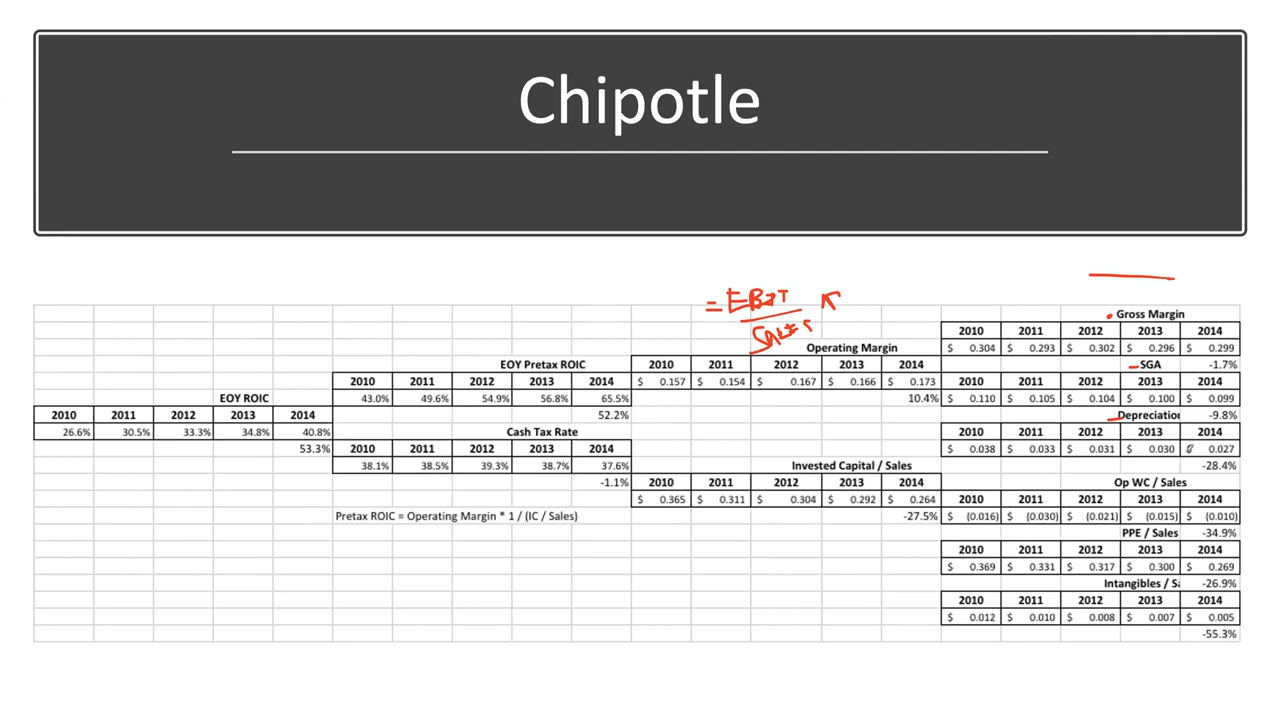 Chipotle
= EBIT
Sales
Gross Margin
2010 2011 2012 2013 2014
$ 0.304 $ 0.293 $ 0.302 $ 0.296 $ 0.299
Operating Margin
EOY Pretax ROIC 2010 2011 2012 2013 2014 SGA -1.7%
2010 2011 2012 2013 2014 $ 0.157 $ 0.154 $ 0.167 $ 0.166 $ 0.173 2010 2011 2012 2013 2014
EOY ROIC 43.0% 49.6% 54.9% 56.8% 65.5% 10.4% $ 0.110 $ 0.105 $ 0.104 $ 0.100 $ 0.099
2010 2011 2012 2013 2014 52.2% Depreciation -9.8%
26.6% 30.5% 33.3% 34.8% 40.8% Cash Tax Rate 2010 2011 2012 2013 2014
53.3% 2010 2011 2012 2013 2014 $ 0.038 $ 0.033 $ 0.031 $ 0.030 $ 0.027
38.1% 38.5% 39.3% 38.7% 37.6% Invested Capital / Sales -28.4%
-1.1% 2010 2011 2012 2013 2014 Op WC / Sales
$ 0.365 $ 0.311 $ 0.304 $ 0.292 $ 0.264 2010 2011 2012 2013 2014
Pretax ROIC = Operating Margin * 1 / (IC / Sales) -27.5% $ (0.016) $ (0.030) $ (0.021) $ (0.015) $ (0.010)
PPE / Sales -34.9%
2010 2011 2012 2013 2014
$ 0.369 $ 0.331 $ 0.317 $ 0.300 $ 0.269
Intangibles / Sa -26.9%
2010 2011 2012 2013 2014
$ 0.012 $ 0.010 $ 0.008 $ 0.007 $ 0.005
-55.3%